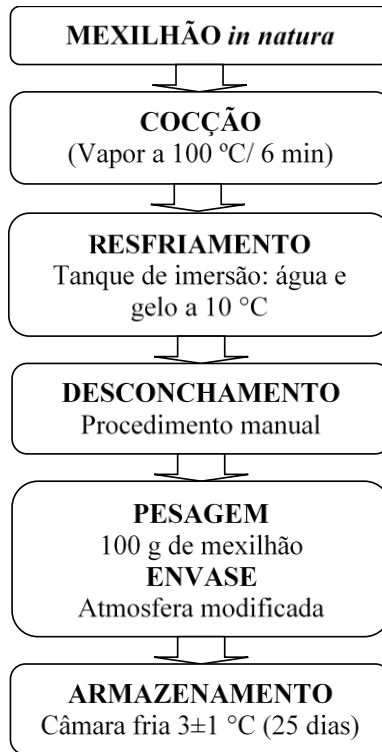 MEXILHÃO in natura
COCÇÃO
(Vapor a 100 ºC/ 6 min)
RESFRIAMENTO
Tanque de imersão: água e
gelo a 10 °C
DESCONCHAMENTO
Procedimento manual
PESAGEM
100 g de mexilhão
ENVASE
Atmosfera modificada
ARMAZENAMENTO
Câmara fria 3±1 °C (25 dias)